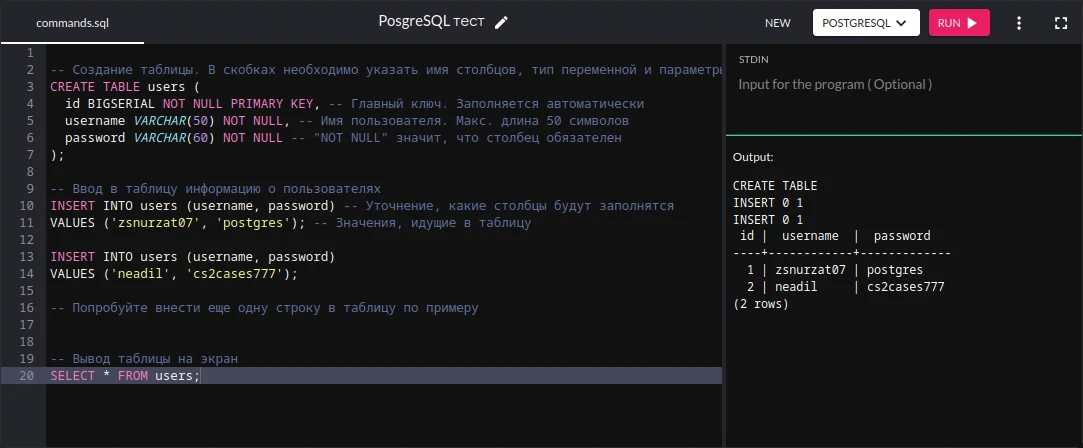 commands.sql
PosgreSQL тест
NEW
POSTGRESQL
RUN
1
2 -- Создание таблицы. В скобках необходимо указать имя столбцов, тип переменной и параметры
3 CREATE TABLE users (
4 id BIGSERIAL NOT NULL PRIMARY KEY, -- Главный ключ. Заполняется автоматически
5 username VARCHAR(50) NOT NULL, -- Имя пользователя. Макс. длина 50 символов
6 password VARCHAR(60) NOT NULL -- "NOT NULL" значит, что столбец обязателен
7 );
8
9 -- Ввод в таблицу информацию о пользователях
10 INSERT INTO users (username, password) -- Уточнение, какие столбцы будут заполнятся
11 VALUES ('zsnurzat07', 'postgres'); -- Значения, идущие в таблицу
12
13 INSERT INTO users (username, password)
14 VALUES ('neadil', 'cs2cases777');
15
16 -- Попробуйте внести еще одну строку в таблицу по примеру
17
18
19 -- Вывод таблицы на экран
20 SELECT * FROM users;
STDIN
Input for the program ( Optional )
Output:
CREATE TABLE
INSERT 0 1
INSERT 0 1
id | username | password
----+------------+-------------
1 | zsnurzat07 | postgres
2 | neadil | cs2cases777
(2 rows)